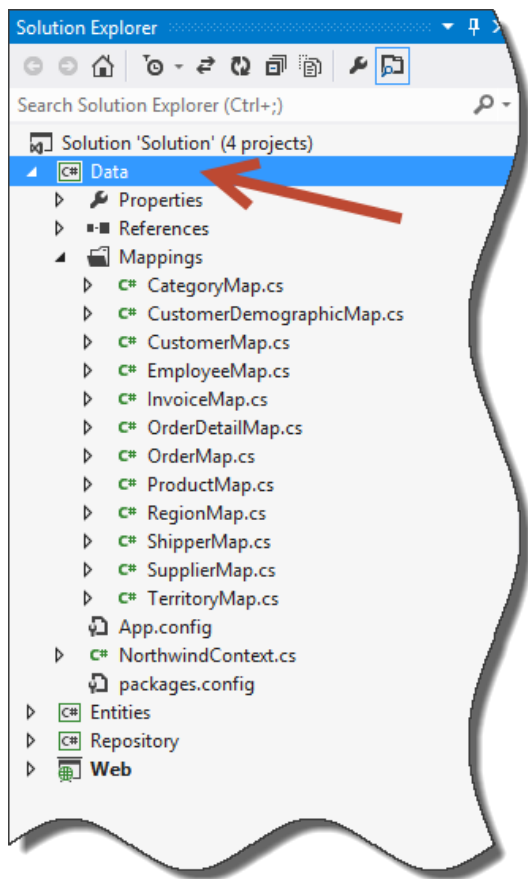 Solution Explorer
Search Solution Explorer (Ctrl+;)
Solution 'Solution' (4 projects)
C# Data
Properties
References
Mappings
C# CategoryMap.cs
C# CustomerDemographicMap.cs
C# CustomerMap.cs
C# EmployeeMap.cs
C# InvoiceMap.cs
C# OrderDetailMap.cs
C# OrderMap.cs
C# ProductMap.cs
C# RegionMap.cs
C# ShipperMap.cs
C# SupplierMap.cs
C# TerritoryMap.cs
App.config
C# NorthwindContext.cs
packages.config
C# Entities
C# Repository
Web